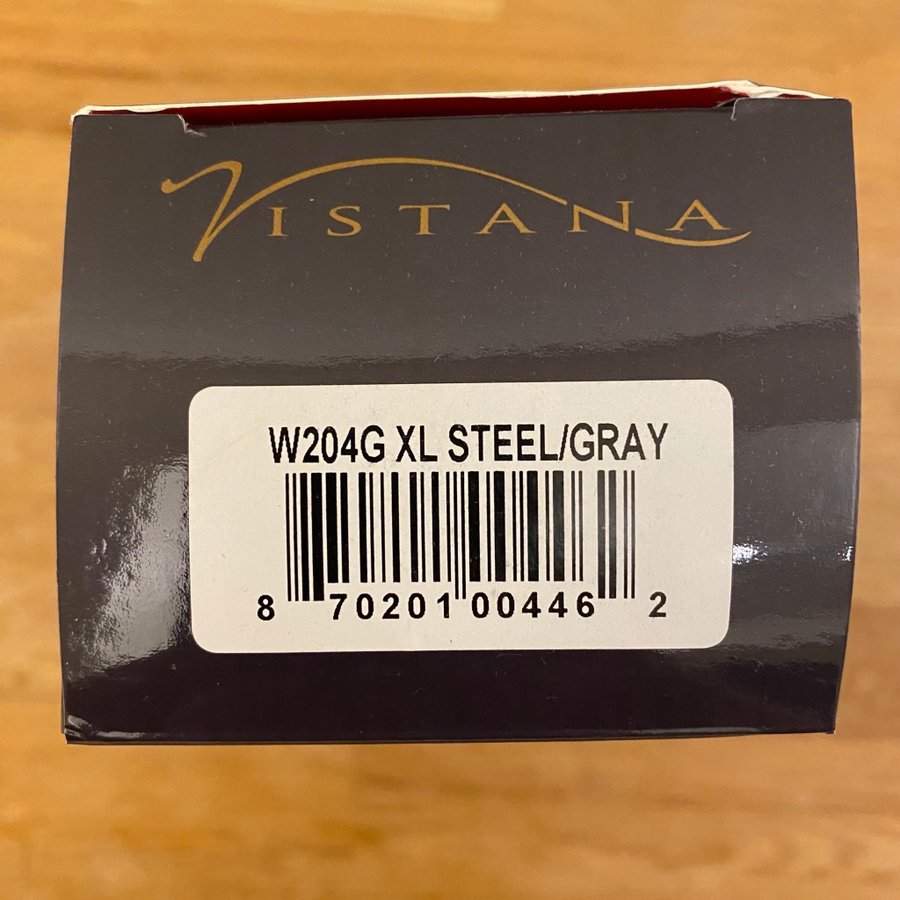 VISTANA
W204G XL STEEL/GRAY
8 70201 00446 2